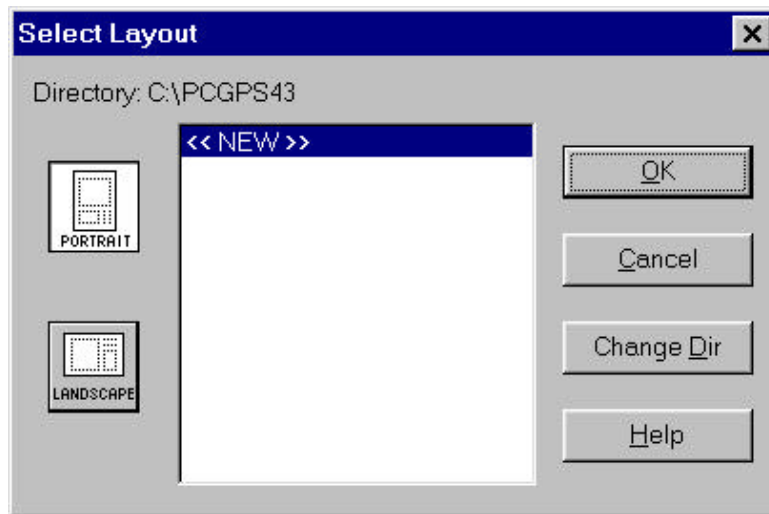 Select Layout
Directory: C:\PCGPS43
<< NEW >>
PORTRAIT
LANDSCAPE
OK
Cancel
Change Dir
Help